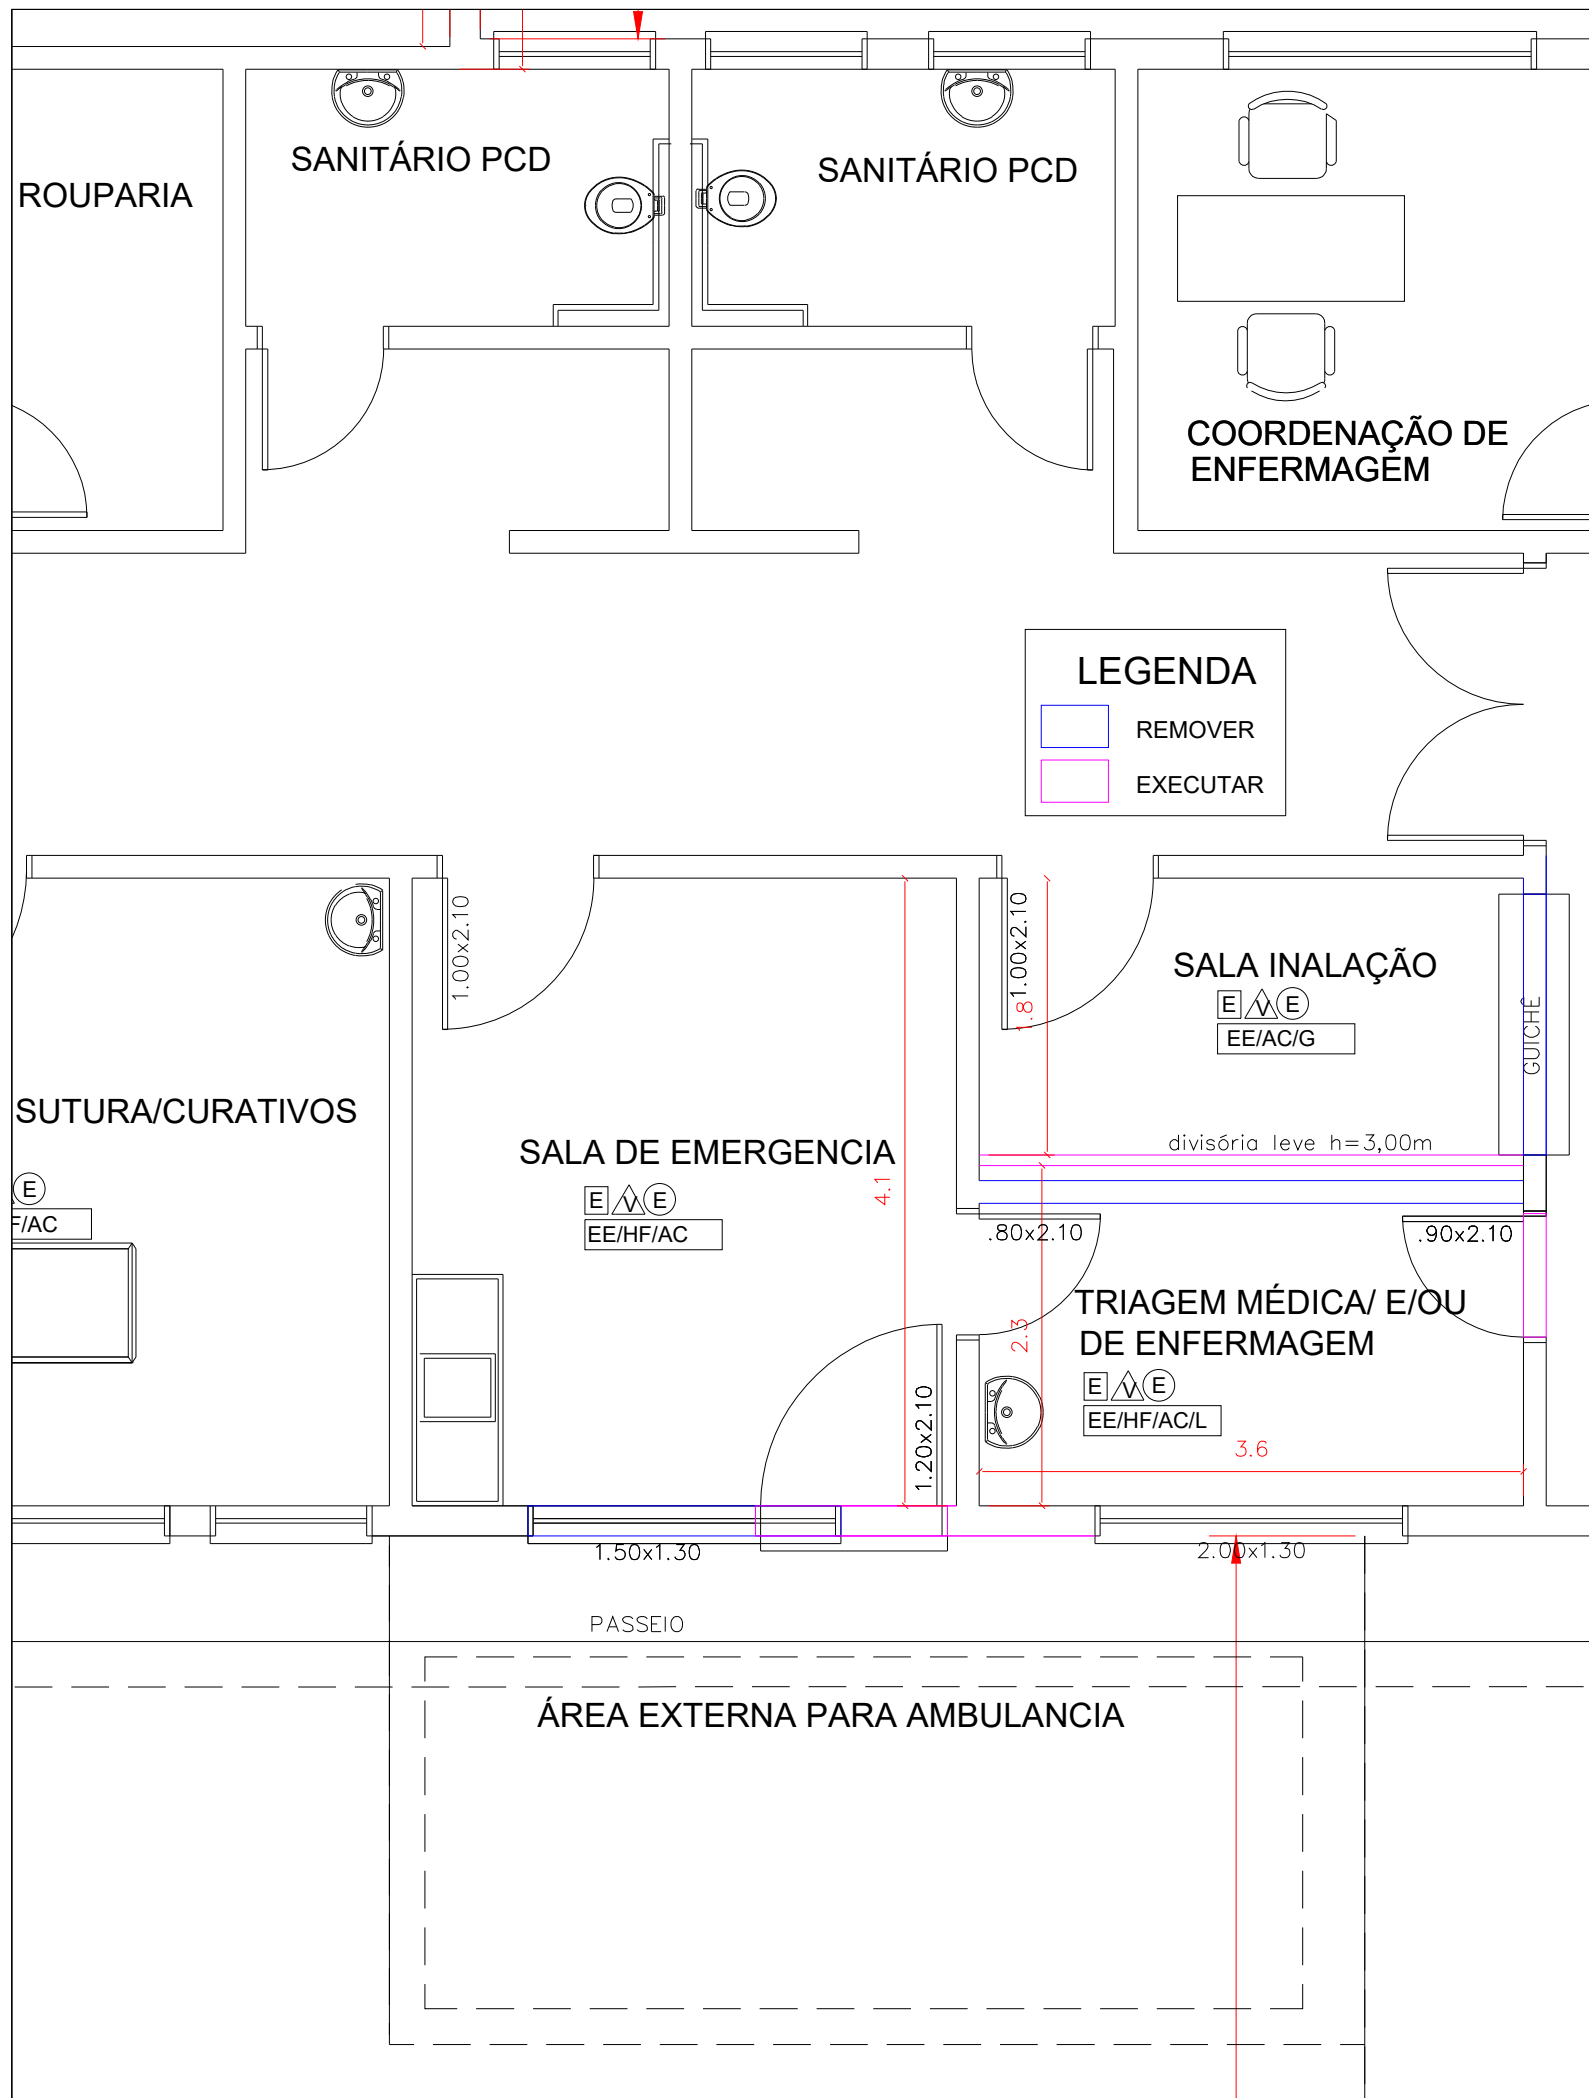 SANITÁRIO PCD
SANITÁRIO PCD
ROUPARIA
COORDENAÇÃO DE
ENFERMAGEM
LEGENDA
REMOVER
EXECUTAR
1.00x2.10
1.00x2.10
1.8
SALA INALAÇÃO
E V E
EE/AC/G
GUICHÊ
SUTURA/CURATIVOS
E
F/AC
SALA DE EMERGENCIA
E V E
EE/HF/AC
4.1
divisória leve h=3,00m
.80x2.10
.90x2.10
TRIAGEM MÉDICA/ E/OU
DE ENFERMAGEM
2.3
E V E
EE/HF/AC/L
1.20x2.10
3.6
1.50x1.30
2.00x1.30
PASSEIO
ÁREA EXTERNA PARA AMBULANCIA